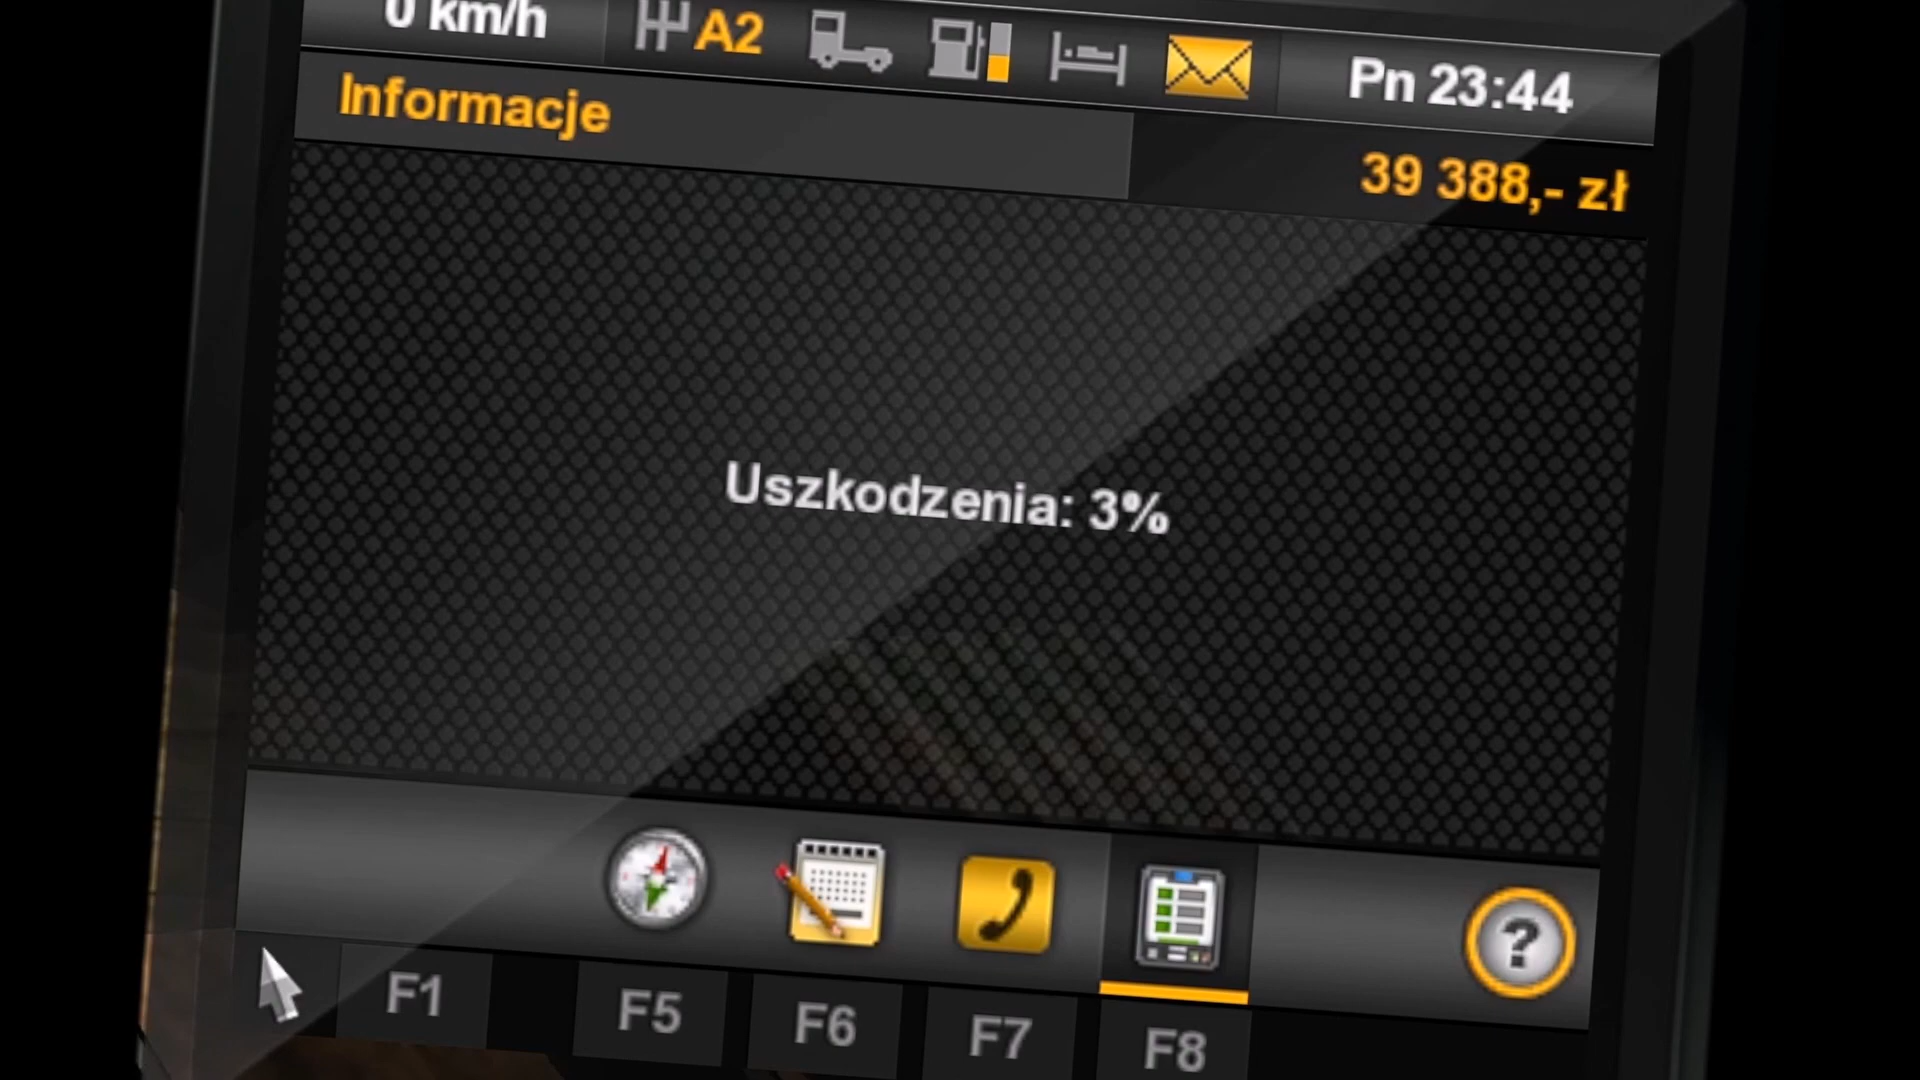 0 km/h A2 Pn 23:44
Informacje
39 388,- zł
Uszkodzenia: 3%
?
F1 F5 F6 F7 F8